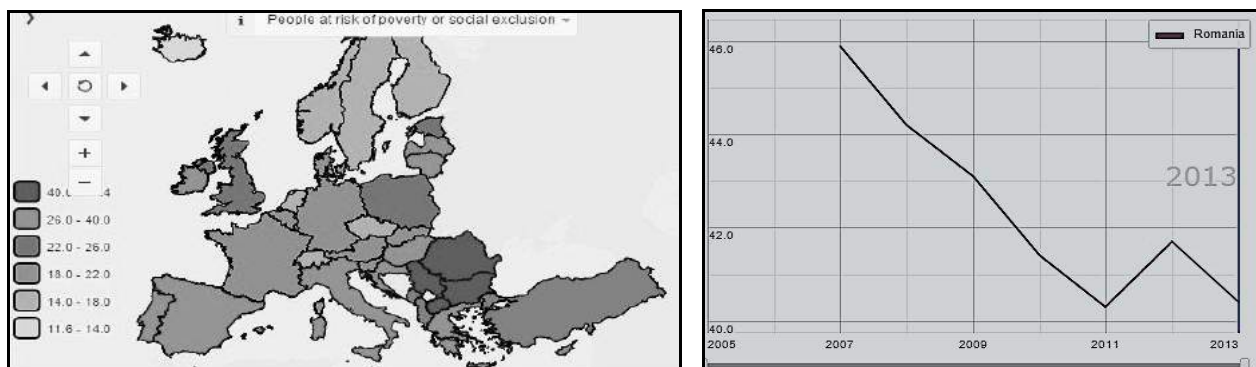 i People at risk of poverty or social exclusion
26.0 - 40.0
22.0 - 26.0
18.0 - 22.0
14.0 - 18.0
11.6 - 14.0
Romania
46.0
44.0
2013
42.0
40.0
2005 2007 2009 2011 2013